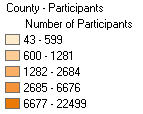 County - Participants
Number of Participants
43 - 599
600 - 1281
1282 - 2684
2685 - 6676
6677 - 22499